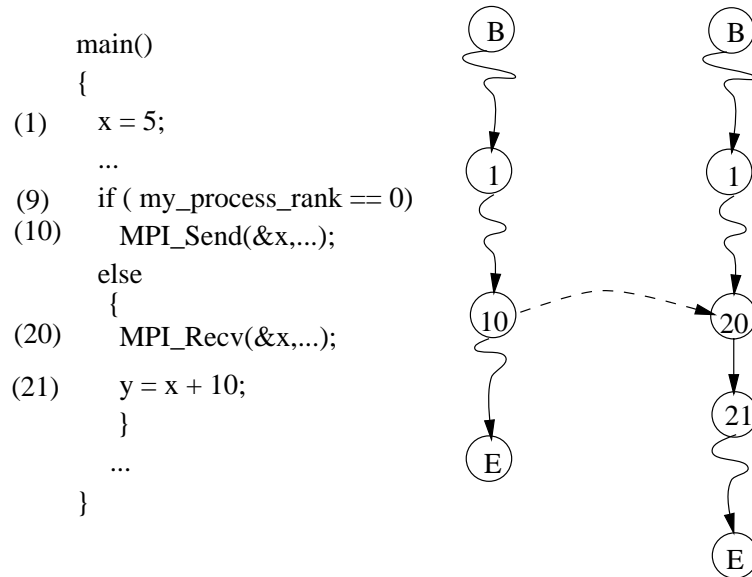 main()
{
(1) x = 5;
...
(9) if ( my_process_rank == 0)
(10) MPI_Send(&x,...);
else
{
(20) MPI_Recv(&x,...);
(21) y = x + 10;
}
...
}
B
1
10
E
B
1
20
21
E